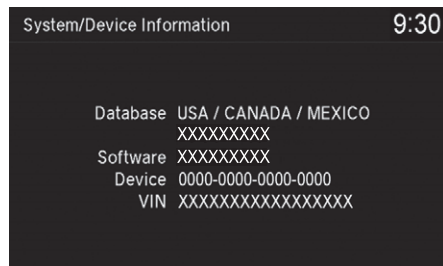 System/Device Information 9:30
Database USA / CANADA / MEXICO
XXXXXXXXX
Software XXXXXXXXX
Device 0000-0000-0000-0000
VIN XXXXXXXXXXXXXXXXX